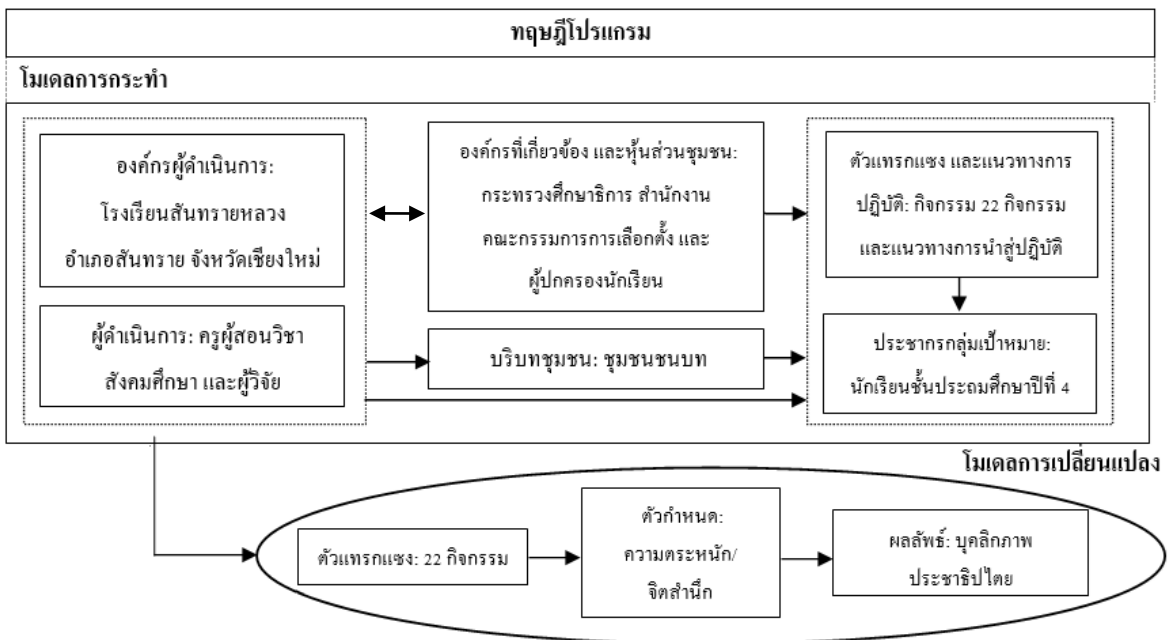 ทฤษฎีโปรแกรม
โมเดลการกระทำ
องค์กรผู้ดำเนินการ:
โรงเรียนสันทรายหลวง
อำเภอสันทราย จังหวัดเชียงใหม่
ผู้ดำเนินการ: ครูผู้สอนวิชา
สังคมศึกษา และผู้วิจัย
องค์กรที่เกี่ยวข้อง และหุ้นส่วนชุมชน:
กระทรวงศึกษาธิการ สำนักงาน
คณะกรรมการการเลือกตั้ง และ
ผู้ปกครองนักเรียน
บริบทชุมชน: ชุมชนชนบท
ตัวแทรกแซง และแนวทางการ
ปฏิบัติ: กิจกรรม 22 กิจกรรม
และแนวทางการนำสู่ปฏิบัติ
ประชากรกลุ่มเป้าหมาย:
นักเรียนชั้นประถมศึกษาปีที่ 4
โมเดลการเปลี่ยนแปลง
ตัวแทรกแซง: 22 กิจกรรม
ตัวกำหนด:
ความตระหนัก/
จิตสำนึก
ผลลัพธ์: บุคลิกภาพ
ประชาธิปไตย